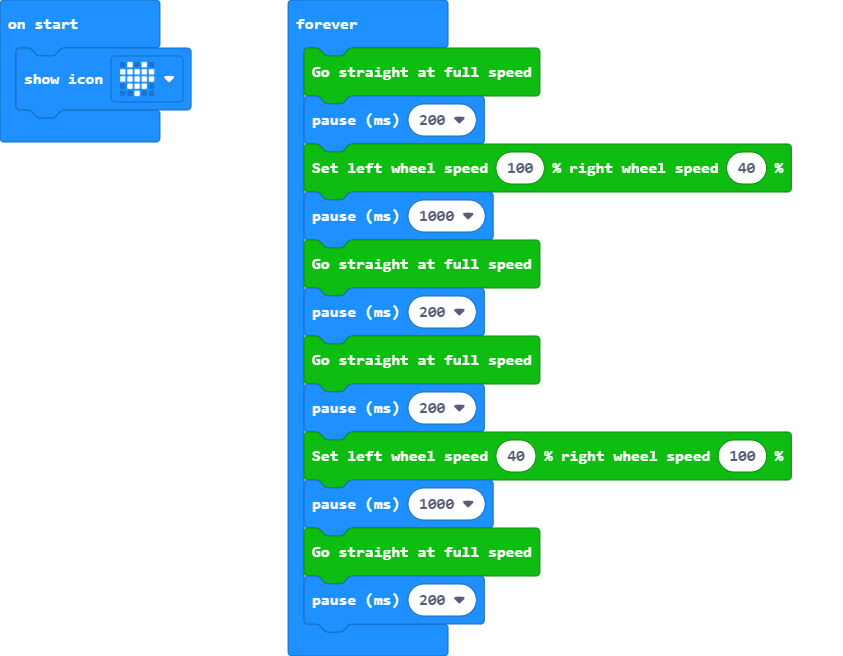 on start
show icon
forever
Go straight at full speed
pause (ms) 200
Set left wheel speed 100 % right wheel speed 40 %
pause (ms) 1000
Go straight at full speed
pause (ms) 200
Go straight at full speed
pause (ms) 200
Set left wheel speed 40 % right wheel speed 100 %
pause (ms) 1000
Go straight at full speed
pause (ms) 200